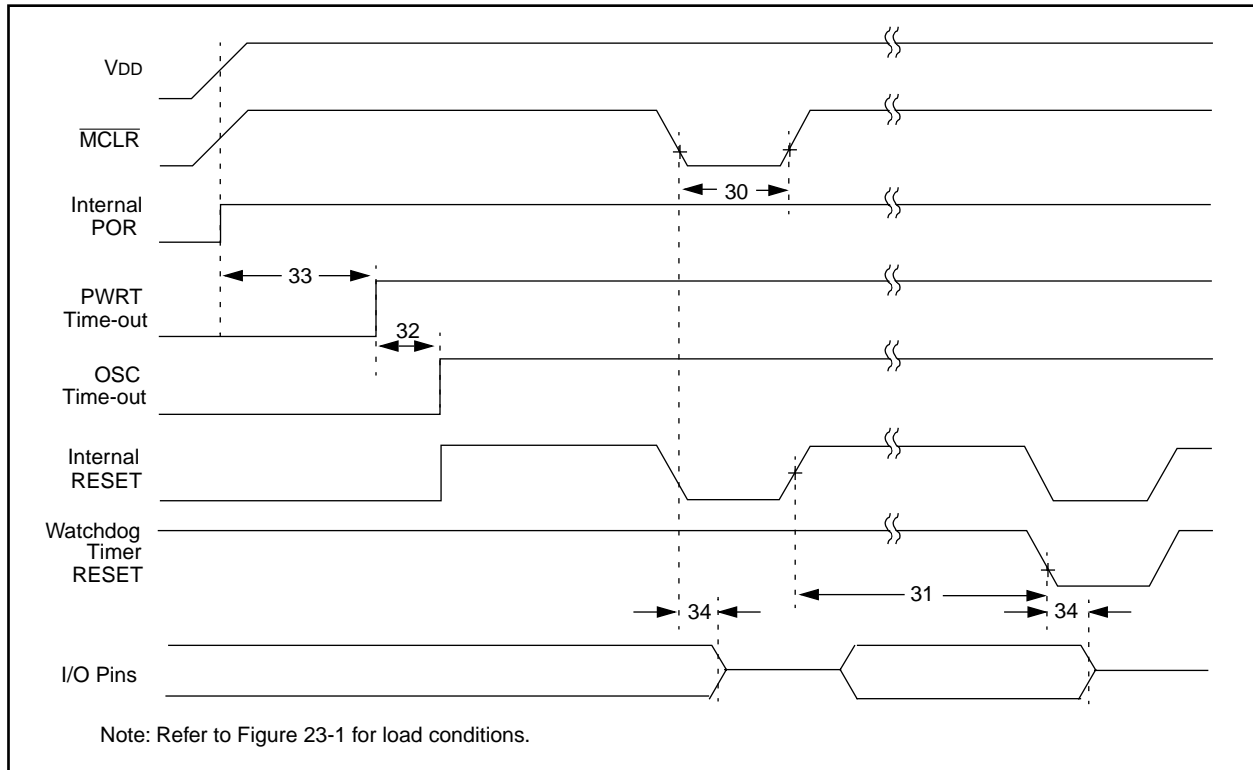 VDD
MCLR
30
Internal
POR
33
PWRT
Time-out
32
OSC
Time-out
Internal
RESET
Watchdog
Timer
RESET
31
34
34
I/O Pins
Note: Refer to Figure 23-1 for load conditions.